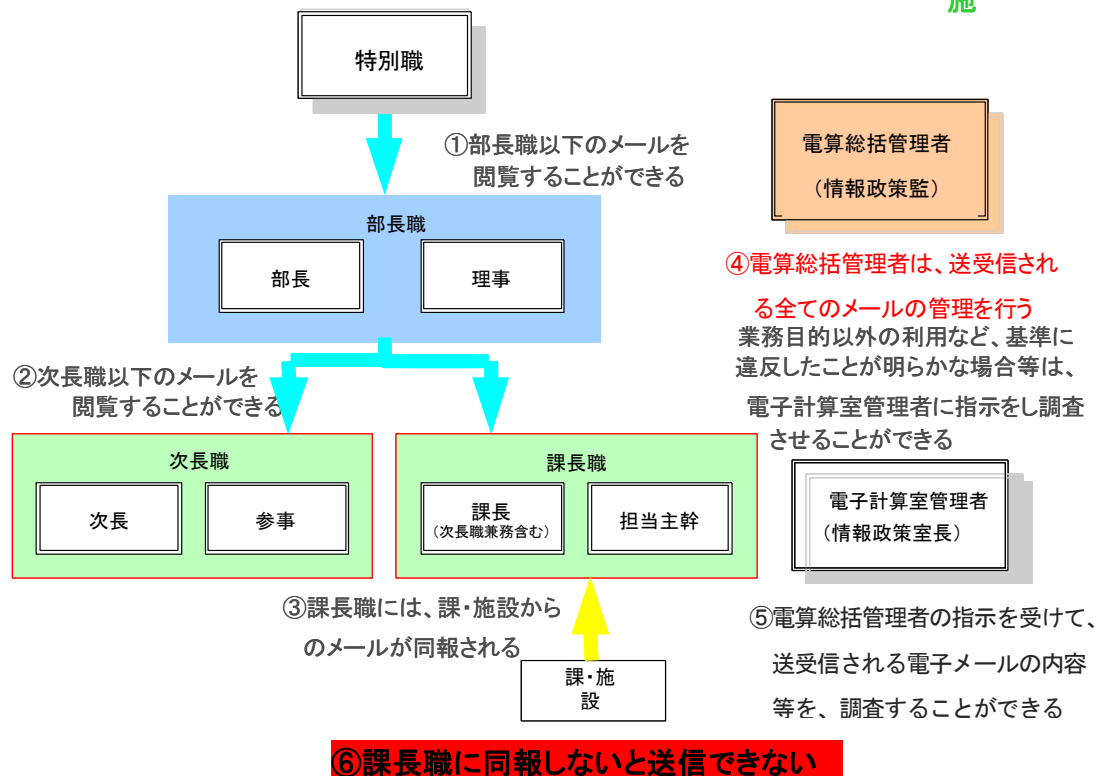 施
特別職
①部長職以下のメールを
閲覧することができる
電算総括管理者
（情報政策監）
部長職
部長
理事
④電算総括管理者は、送受信され
る全てのメールの管理を行う
業務目的以外の利用など、基準に
違反したことが明らかな場合等は、
電子計算室管理者に指示をし調査
させることができる
②次長職以下のメールを
閲覧することができる
次長職
次長
参事
課長職
課長
（次長職兼務含む）
担当主幹
電子計算室管理者
（情報政策室長）
③課長職には、課・施設から
のメールが同報される
課・施
設
⑤電算総括管理者の指示を受けて、
送受信される電子メールの内容
等を、調査することができる
⑥課長職に同報しないと送信できない